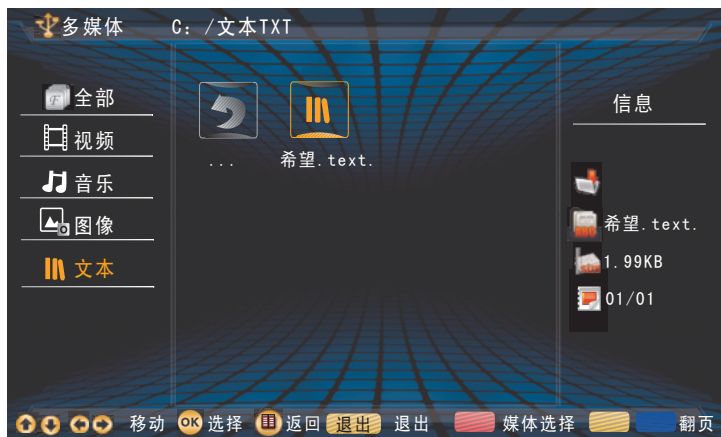 多媒体 C: /文本TXT
全部
视频
音乐
图像
文本
... 希望.text.
信息
希望.text.
1.99KB
01/01
移动 OK 选择 返回 退出 退出 媒体选择 翻页